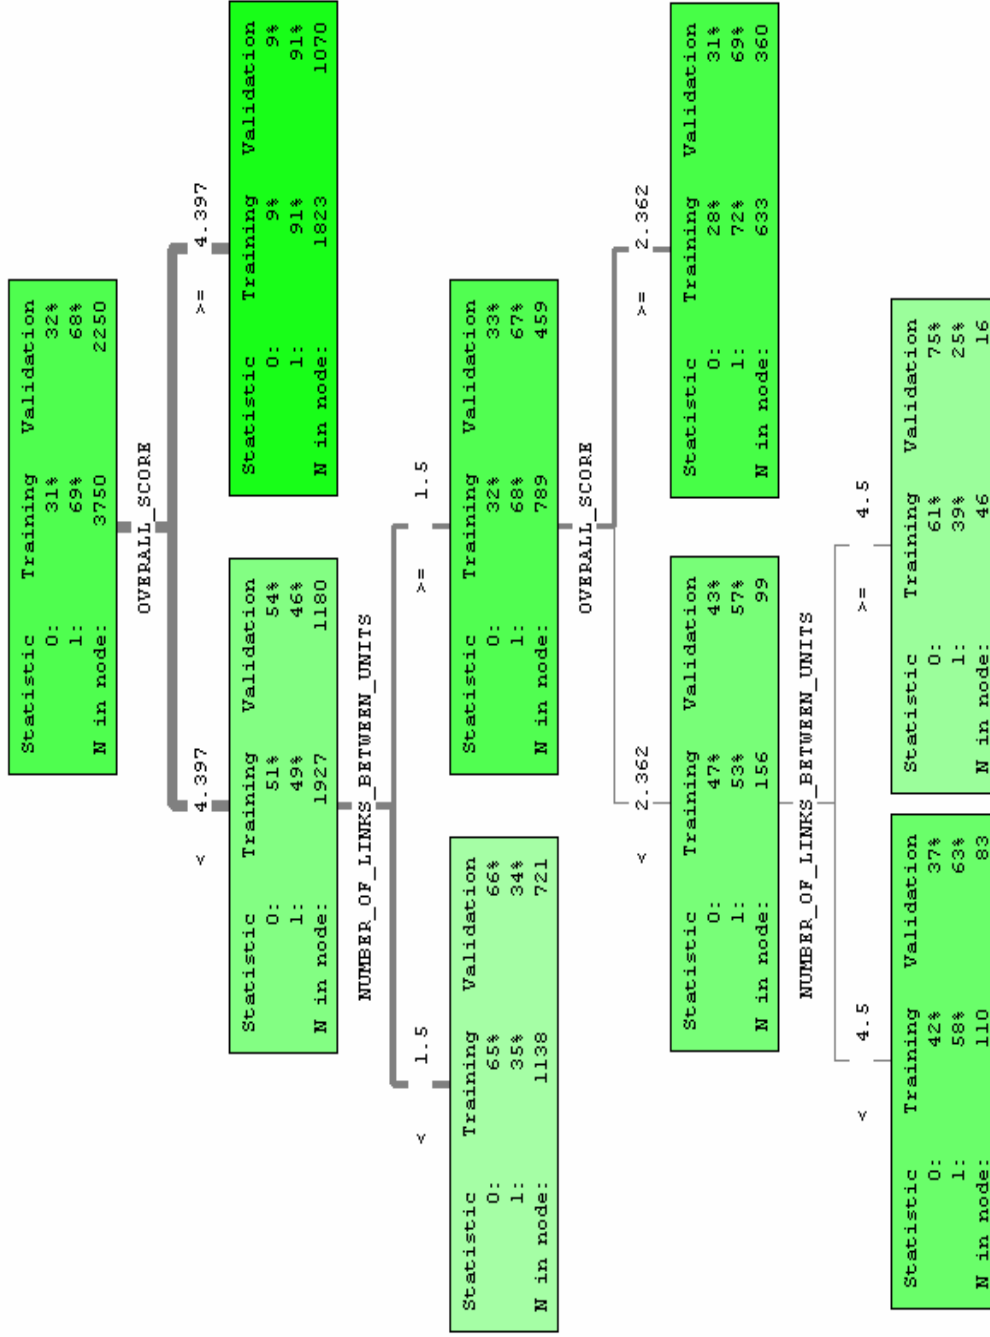 Statistic Training Validation
0: 31% 32%
1: 69% 68%
N in node: 3750 2250
OVERALL_SCORE
< 4.397
>= 4.397
Statistic Training Validation
0: 51% 54%
1: 49% 46%
N in node: 1927 1180
Statistic Training Validation
0: 9% 9%
1: 91% 91%
N in node: 1823 1070
NUMBER_OF_LINKS_BETWEEN_UNITS
< 1.5
>= 1.5
Statistic Training Validation
0: 65% 66%
1: 35% 34%
N in node: 1138 721
Statistic Training Validation
0: 32% 33%
1: 68% 67%
N in node: 789 459
OVERALL_SCORE
< 2.362
>= 2.362
Statistic Training Validation
0: 47% 43%
1: 53% 57%
N in node: 156 99
Statistic Training Validation
0: 28% 31%
1: 72% 69%
N in node: 633 360
NUMBER_OF_LINKS_BETWEEN_UNITS
< 4.5
>= 4.5
Statistic Training Validation
0: 42% 37%
1: 58% 63%
N in node: 110 83
Statistic Training Validation
0: 61% 75%
1: 39% 25%
N in node: 46 16